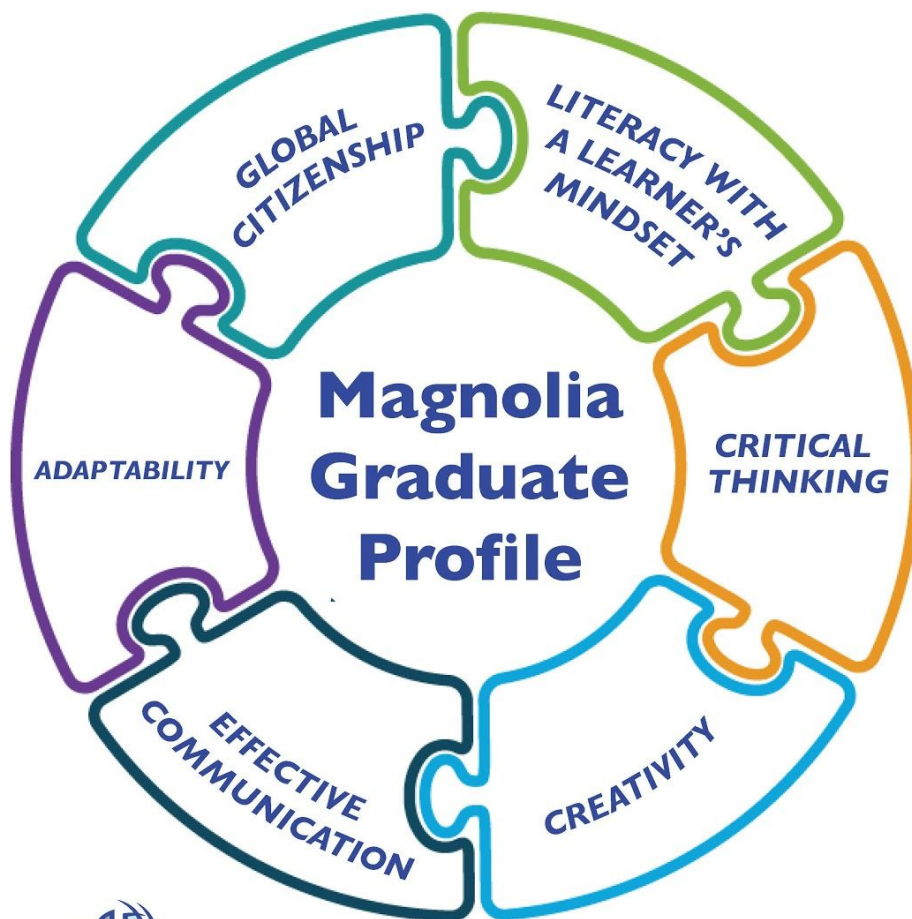 GLOBAL
CITIZENSHIP
LITERACY WITH
A LEARNER'S
MINDSET
CRITICAL
THINKING
CREATIVITY
EFFECTIVE
COMMUNICATION
ADAPTABILITY
Magnolia
Graduate
Profile